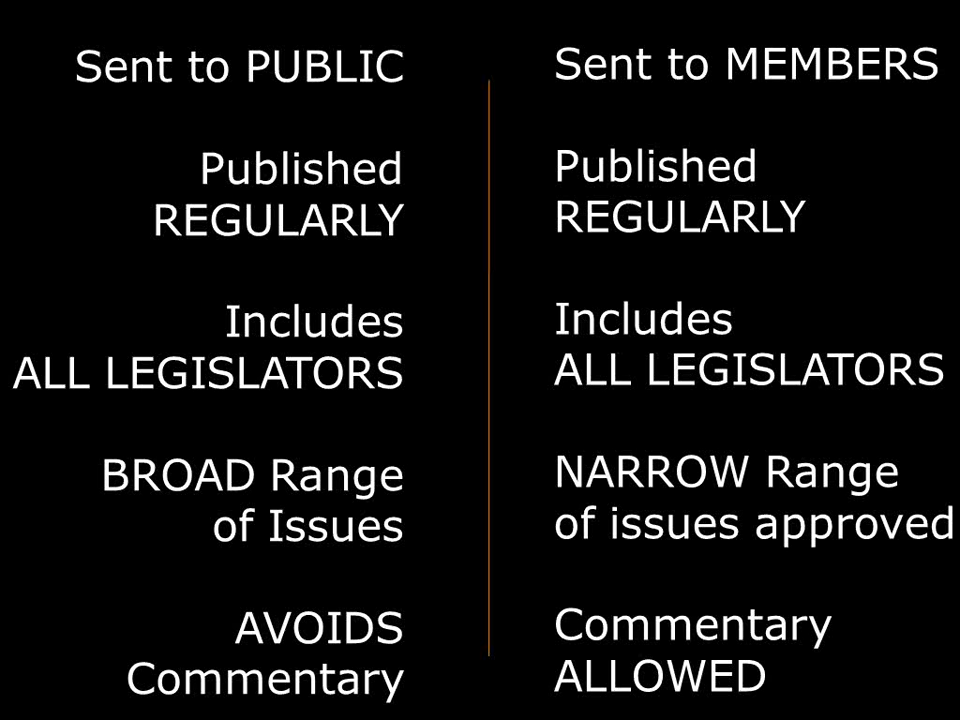 Sent to PUBLIC
Published
REGULARLY
Includes
ALL LEGISLATORS
BROAD Range
of Issues
AVOIDS
Commentary
Sent to MEMBERS
Published
REGULARLY
Includes
ALL LEGISLATORS
NARROW Range
of issues approved
Commentary
ALLOWED